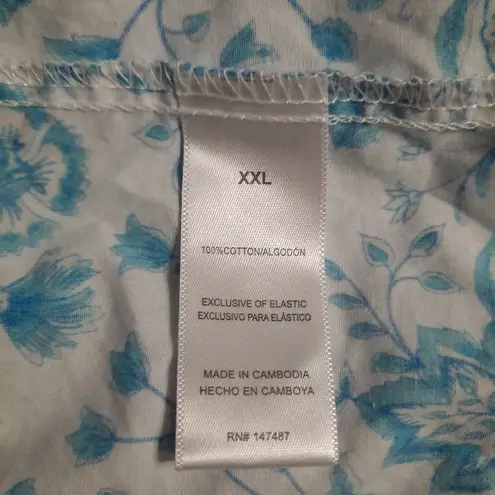 XXL
100%COTTON/ALGODÓN
EXCLUSIVE OF ELASTIC
EXCLUSIVO PARA ELÁSTICO
MADE IN CAMBODIA
HECHO EN CAMBOYA
RN# 147487